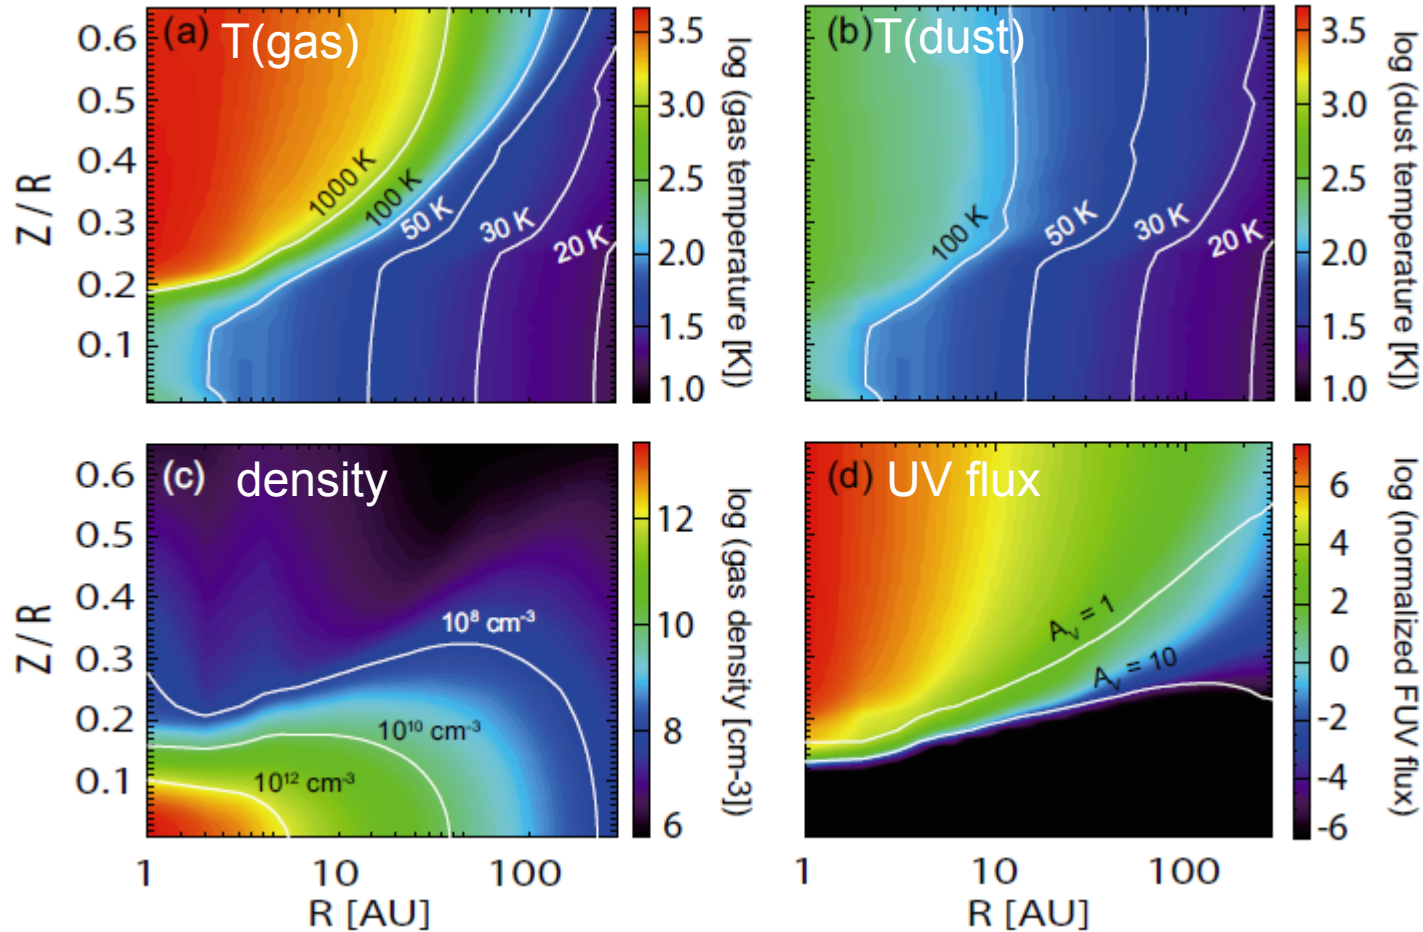 (a) T(gas)
0.6
0.5
0.4
0.3
0.2
0.1
Z / R
1000 K
100 K
50 K
30 K
20 K
3.5
3.0
2.5
2.0
1.5
1.0
log (gas temperature [K])
(b) T(dust)
100 K
50 K
30 K
20 K
3.5
3.0
2.5
2.0
1.5
1.0
log (dust temperature [K])
(c) density
0.6
0.5
0.4
0.3
0.2
0.1
Z / R
10⁸ cm⁻³
10¹⁰ cm⁻³
10¹² cm⁻³
12
10
8
6
log (gas density [cm-3])
1 10 100
R [AU]
(d) UV flux
Aᵥ = 1
Aᵥ = 10
6
4
2
0
-2
-4
-6
log (normalized FUV flux)
1 10 100
R [AU]